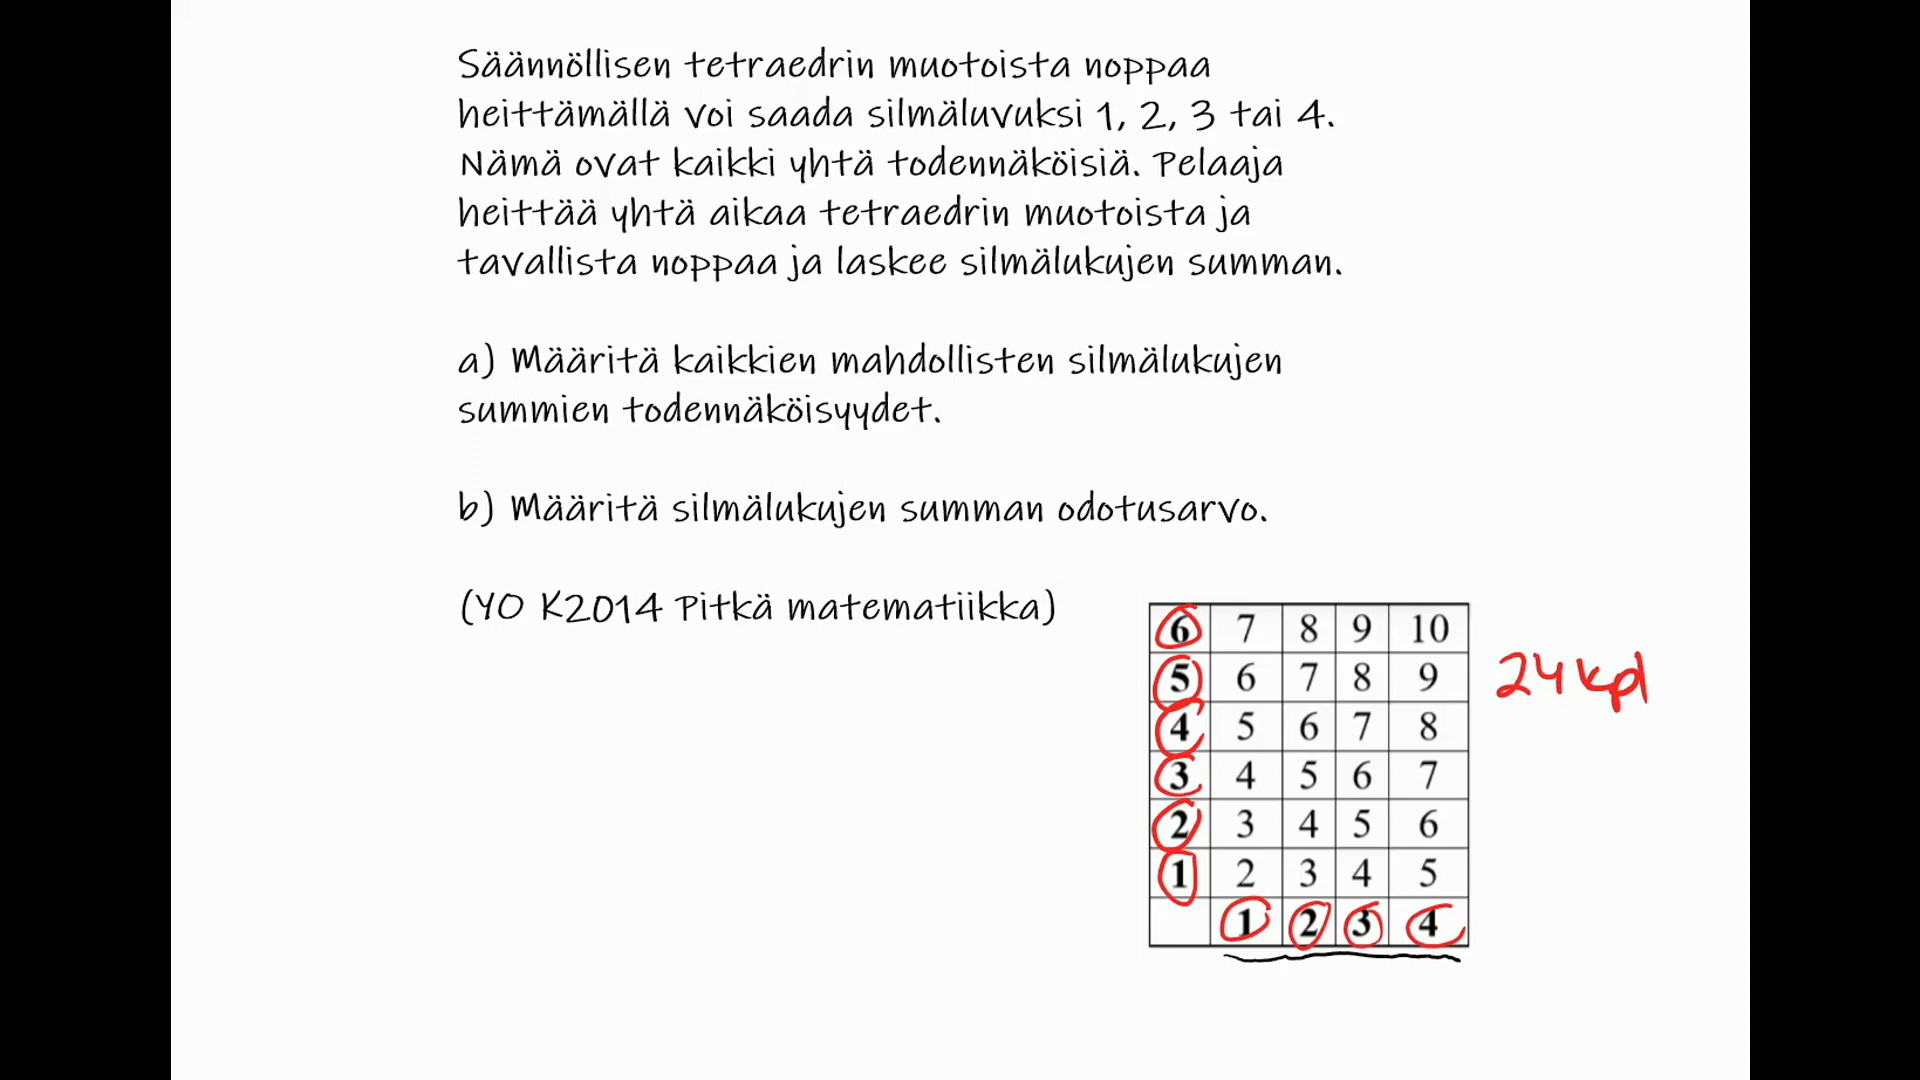 Säännöllisen tetraedrin muotoista noppaa
heittämällä voi saada silmäluvuksi 1, 2, 3 tai 4.
Nämä ovat kaikki yhtä todennäköisiä. Pelaaja
heittää yhtä aikaa tetraedrin muotoista ja
tavallista noppaa ja laskee silmälukujen summan.
a) Määritä kaikkien mahdollisten silmälukujen
summien todennäköisyydet.
b) Määritä silmälukujen summan odotusarvo.
(YO K2014 Pitkä matematiikka)
6 7 8 9 10
5 6 7 8 9
24 kpl
4 5 6 7 8
3 4 5 6 7
2 3 4 5 6
1 2 3 4 5
1 2 3 4